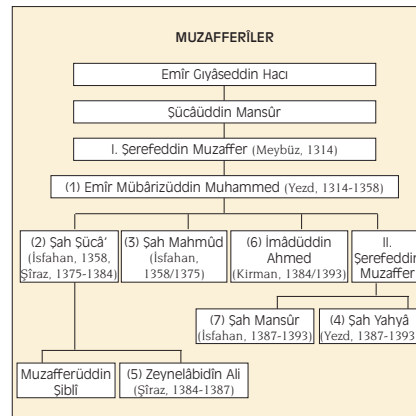 MUZAFFERÎLER
Emîr Gıyâseddin Hacı
Şücâüddin Mansûr
I. Şerefeddin Muzaffer (Meybüz, 1314)
(1) Emîr Mübârizüddin Muhammed (Yezd, 1314-1358)
(2) Şah Şücâ‘
(İsfahan, 1358,
Şîraz, 1375-1384)
(3) Şah Mahmûd
(İsfahan,
1358/1375)
(6) İmâdüddin
Ahmed
(Kirman, 1384/1393)
II.
Şerefeddin
Muzaffer
(7) Şah Mansûr
(İsfahan, 1387-1393)
(4) Şah Yahyâ
(Yezd, 1387-1393)
Muzafferüddin
Şiblî
(5) Zeynelâbidîn Ali
(Şîraz, 1384-1387)